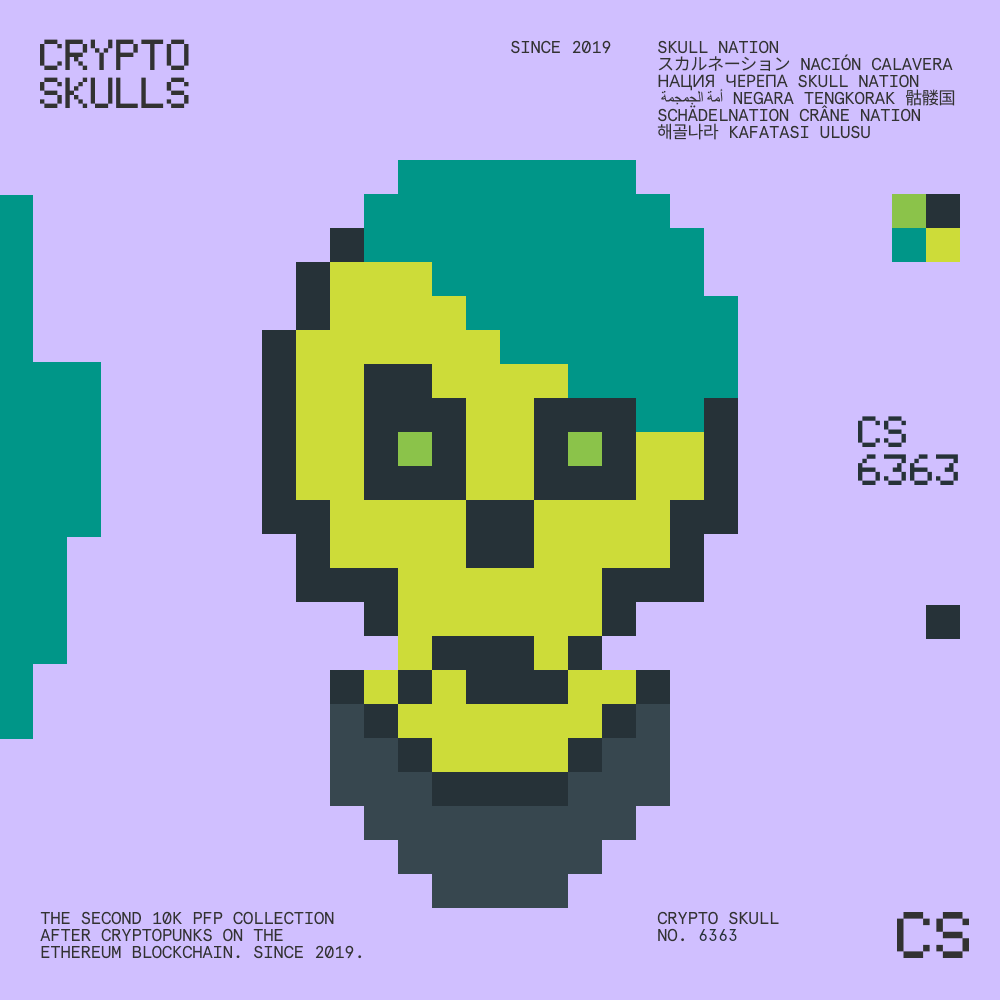 CRYPTO
SKULLS
SINCE 2019
SKULL NATION
スカルネーション NACIÓN CALAVERA
НАЦИЯ ЧЕРЕПА SKULL NATION
أمة الجمجمة NEGARA TENGKORAK 骷髅国
SCHÄDELNATION CRÂNE NATION
해골나라 KAFATASI ULUSU
CS
6363
THE SECOND 10K PFP COLLECTION
AFTER CRYPTOPUNKS ON THE
ETHEREUM BLOCKCHAIN. SINCE 2019.
CRYPTO SKULL
NO. 6363
CS